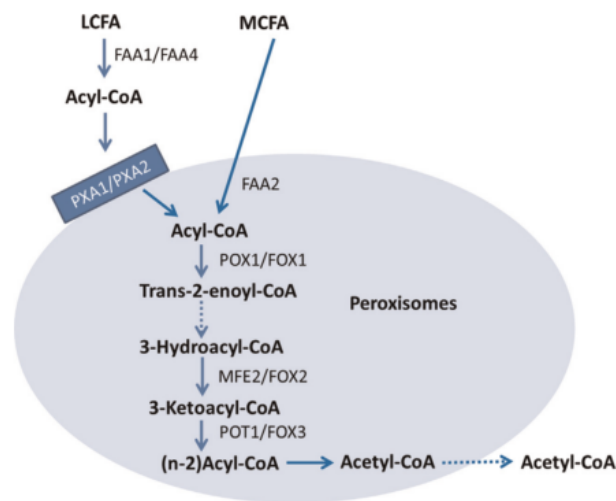 LCFA
MCFA
FAA1/FAA4
Acyl-CoA
PXA1/PXA2
FAA2
Acyl-CoA
POX1/FOX1
Trans-2-enoyl-CoA
Peroxisomes
3-Hydroacyl-CoA
MFE2/FOX2
3-Ketoacyl-CoA
POT1/FOX3
(n-2)Acyl-CoA
Acetyl-CoA
Acetyl-CoA